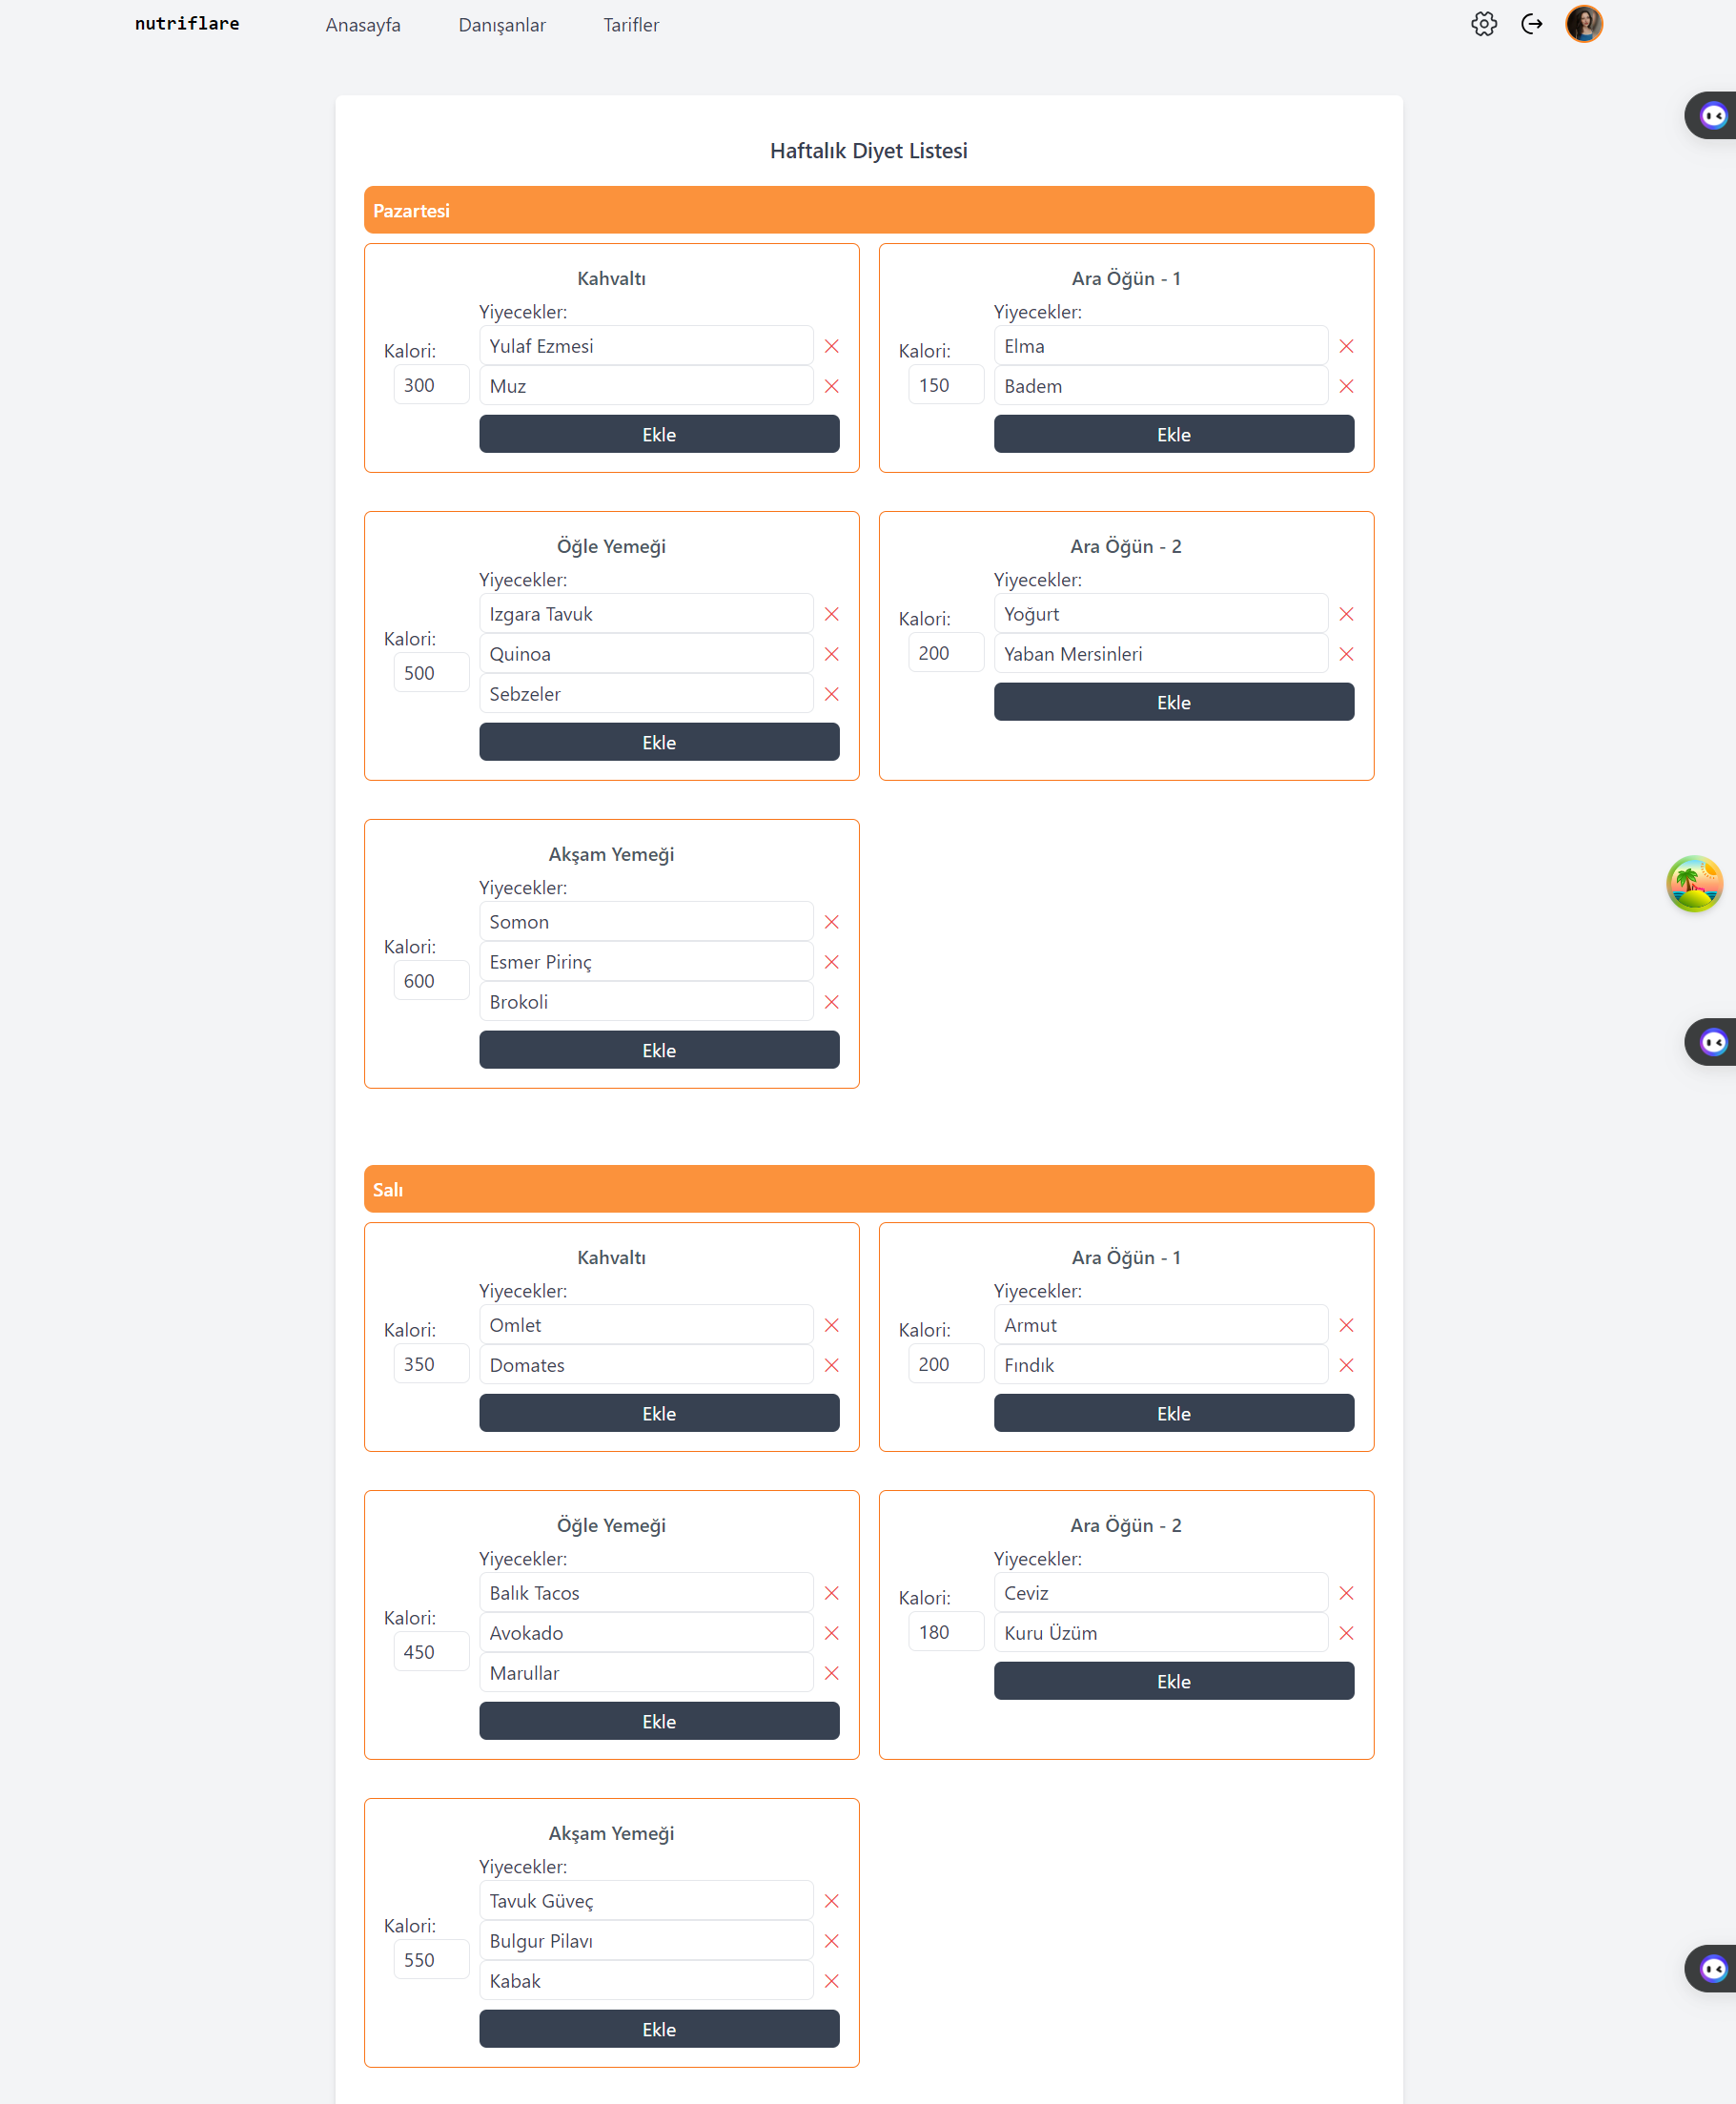 nutriflare Anasayfa Danışanlar Tarifler
Haftalık Diyet Listesi
Pazartesi
Kahvaltı
Yiyecekler:
Kalori:
300
Yulaf Ezmesi
Muz
Ekle
Ara Öğün - 1
Yiyecekler:
Kalori:
150
Elma
Badem
Ekle
Öğle Yemeği
Yiyecekler:
Kalori:
500
Izgara Tavuk
Quinoa
Sebzeler
Ekle
Ara Öğün - 2
Yiyecekler:
Kalori:
200
Yoğurt
Yaban Mersinleri
Ekle
Akşam Yemeği
Yiyecekler:
Kalori:
600
Somon
Esmer Pirinç
Brokoli
Ekle
Salı
Kahvaltı
Yiyecekler:
Kalori:
350
Omlet
Domates
Ekle
Ara Öğün - 1
Yiyecekler:
Kalori:
200
Armut
Fındık
Ekle
Öğle Yemeği
Yiyecekler:
Kalori:
450
Balık Tacos
Avokado
Marullar
Ekle
Ara Öğün - 2
Yiyecekler:
Kalori:
180
Ceviz
Kuru Üzüm
Ekle
Akşam Yemeği
Yiyecekler:
Kalori:
550
Tavuk Güveç
Bulgur Pilavı
Kabak
Ekle